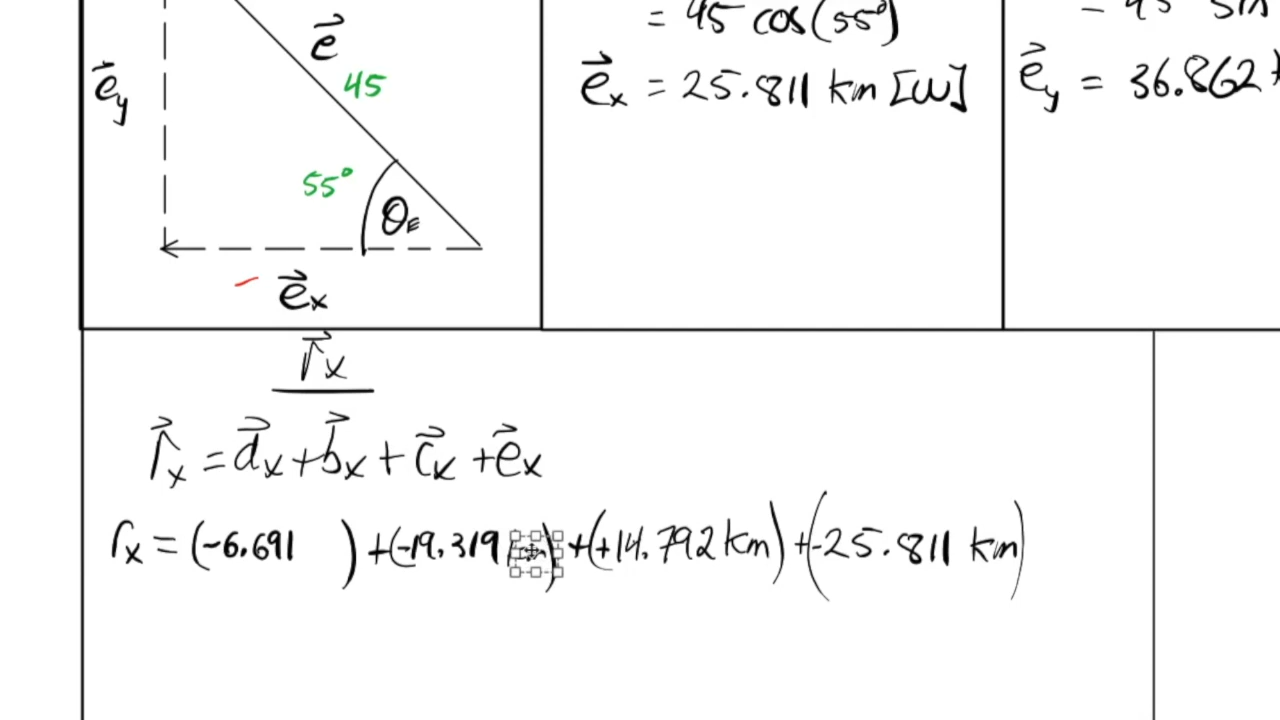 e⃗
45
e⃗y
55°
θE
- e⃗x
= 45 cos(55°)
e⃗x = 25.811 km [W]
e⃗y = 36.862
r⃗x
r⃗x = d⃗x + b⃗x + c⃗x + e⃗x
rx = (-6.691 ) + (-19.319 km) + (+14.792 km) + (-25.811 km)